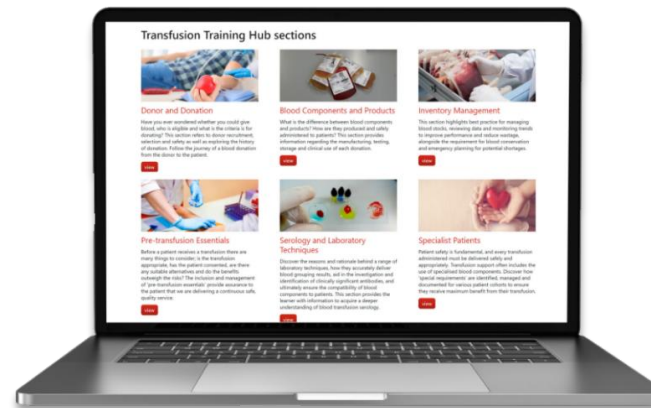 Transfusion Training Hub sections
Donor and Donation
Have you ever wondered whether you could give
blood, who is eligible and what is the criteria for
donating? This section refers to donor recruitment,
selection and safety as well as exploring the history
of donation. Follow the journey of a blood donation
from the donor to the patient.
view
Blood Components and Products
What is the difference between blood components
and products? How are they produced and safely
administered to patients? This section provides
information regarding the manufacturing, testing,
storage and clinical use of each donation.
view
Inventory Management
This section highlights best practice for managing
blood stocks, reviewing data and monitoring trends
to improve performance and reduce wastage,
alongside the requirement for blood conservation
and emergency planning for potential shortages.
view
Pre-transfusion Essentials
Before a patient receives a transfusion there are
many things to consider; is the transfusion
appropriate, has the patient consented, are there
any suitable alternatives and do the benefits
outweigh the risks? The inclusion and management
of 'pre-transfusion essentials' provide assurance to
the patient that we are delivering a continuous safe,
quality service.
view
Serology and Laboratory
Techniques
Discover the reasons and rationale behind a range of
laboratory techniques, how they accurately deliver
blood grouping results, aid in the investigation and
identification of clinically significant antibodies, and
ultimately ensure the compatibility of blood
components to patients. This section provides the
learner with information to acquire a deeper
understanding of blood transfusion serology.
view
Specialist Patients
Patient safety is fundamental, and every transfusion
administered must be delivered safely and
appropriately. Transfusion support often includes the
use of specialised blood components. Discover how
'special requirements' are identified, managed and
documented for various patient cohorts to ensure
they receive maximum benefit from their transfusion.
view